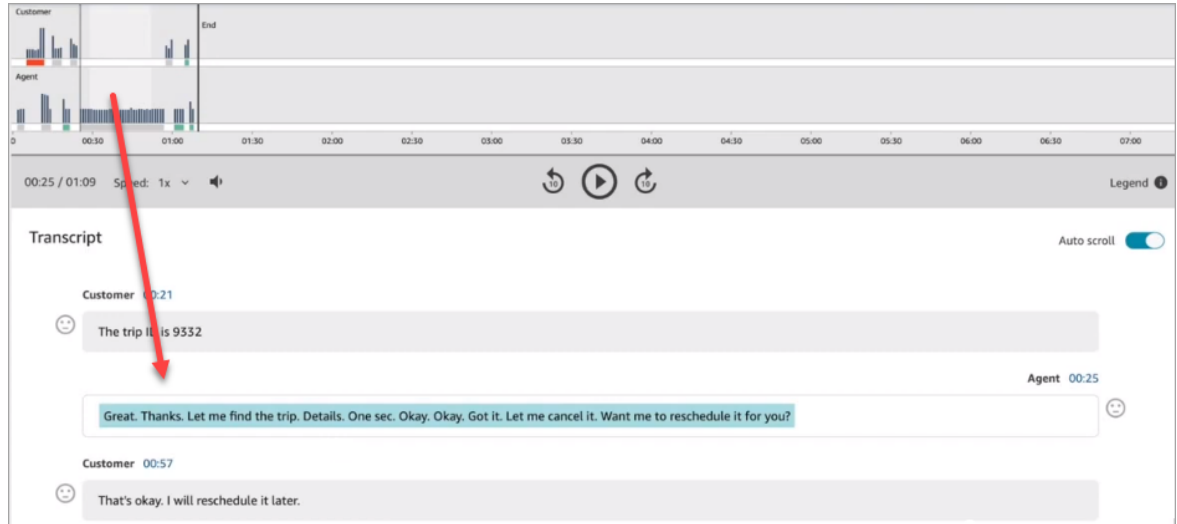 Customer
End
Agent
0 00:30 01:00 01:30 02:00 02:30 03:00 03:30 04:00 04:30 05:00 05:30 06:00 06:30 07:00
00:25 / 01:09 Speed: 1x 10 10 Legend
Transcript
Auto scroll
Customer 00:21
The trip ID is 9332
Agent 00:25
Great. Thanks. Let me find the trip. Details. One sec. Okay. Okay. Got it. Let me cancel it. Want me to reschedule it for you?
Customer 00:57
That's okay. I will reschedule it later.